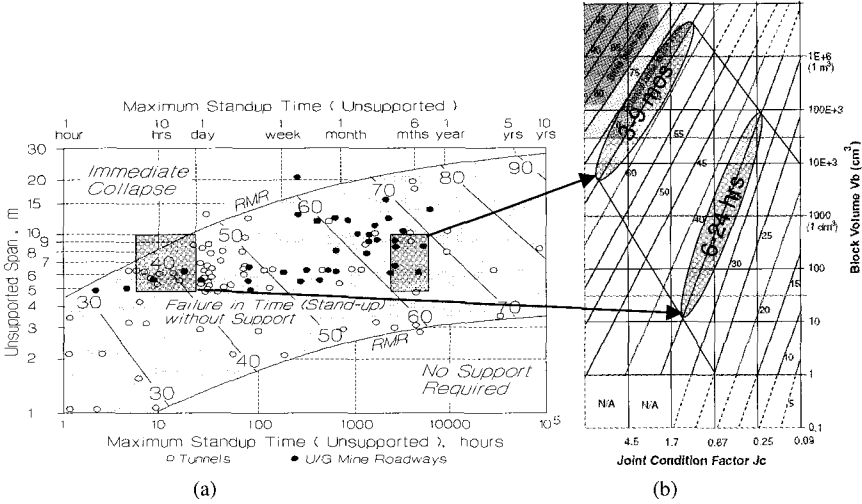 Maximum Standup Time (Unsupported)
1 hour
10 hrs
1 day
1 week
1 month
6 mths
1 year
5 yrs
10 yrs
Unsupported Span . m
30
20
15
10
9
7
6
5
4
3
2
1
Immediate
Collapse
RMR
30
40
50
60
70
80
90
Failure in Time (Stand-up)
without Support
30
40
50
60
70
RMR
No Support
Required
1
10
100
1000
10000
10⁵
Maximum Standup Time (Unsupported), hours
o Tunnels
● U/G Mine Roadways
(a)
3-9 mos
6-24 hrs
75
60
55
50
45
40
30
25
20
15
10
5
N/A
N/A
1E+6
(1 m³)
100E+3
10E+3
1000
(1 dm³)
100
10
1
0.1
Block Volume Vb (cm³)
4.5
1.7
0.67
0.25
0.09
Joint Condition Factor Jc
(b)